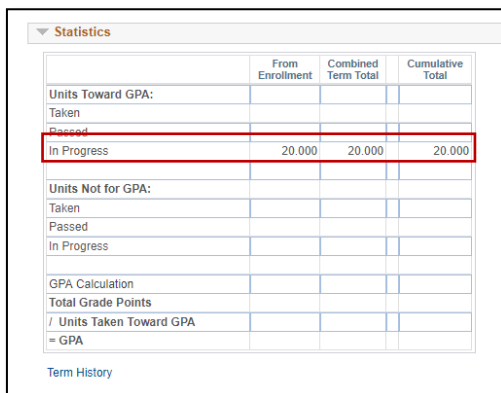 Statistics
From Enrollment Combined Term Total Cumulative Total
Units Toward GPA:
Taken
Passed
In Progress 20.000 20.000 20.000
Units Not for GPA:
Taken
Passed
In Progress
GPA Calculation
Total Grade Points
/ Units Taken Toward GPA
= GPA
Term History